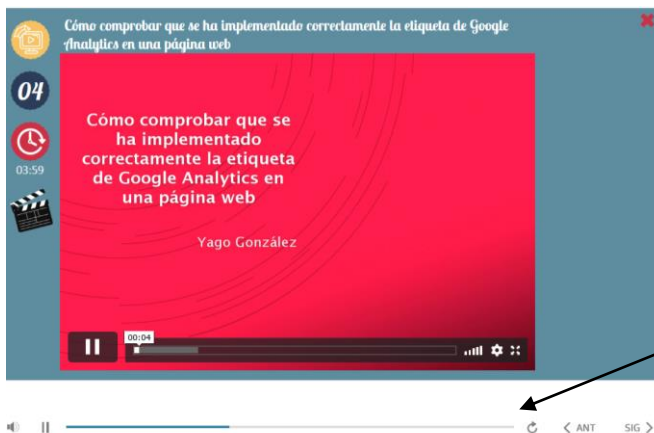 Cómo comprobar que se ha implementado correctamente la etiqueta de Google
Analytics en una página web
04
03:59
Cómo comprobar que se
ha implementado
correctamente la etiqueta
de Google Analytics en
una página web
Yago González
00:04
ANT
SIG